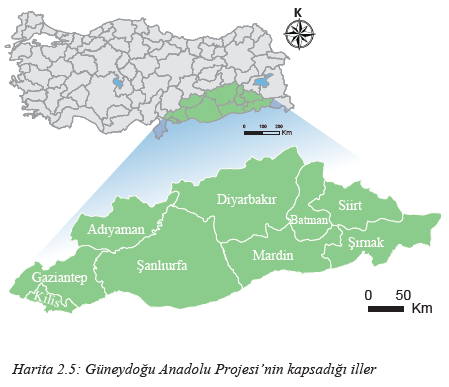 K
0 100 200
Km
Diyarbakır
Siirt
Batman
Adıyaman
Şırnak
Mardin
Şanlıurfa
Gaziantep
Kilis
0 50
Km
Harita 2.5: Güneydoğu Anadolu Projesi’nin kapsadığı iller